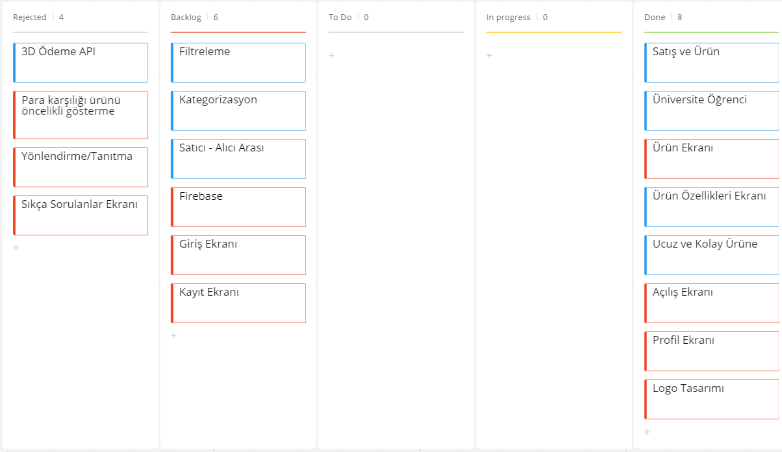 Rejected | 4
3D Ödeme API
Para karşılığı ürünü
öncelikli gösterme
Yönlendirme/Tanıtma
Sıkça Sorulanlar Ekranı
+
Backlog | 6
Filtreleme
Kategorizasyon
Satıcı - Alıcı Arası
Firebase
Giriş Ekranı
Kayıt Ekranı
+
To Do | 0
+
In progress | 0
+
Done | 8
Satış ve Ürün
Üniversite Öğrenci
Ürün Ekranı
Ürün Özellikleri Ekranı
Ucuz ve Kolay Ürüne
Açılış Ekranı
Profil Ekranı
Logo Tasarımı
+